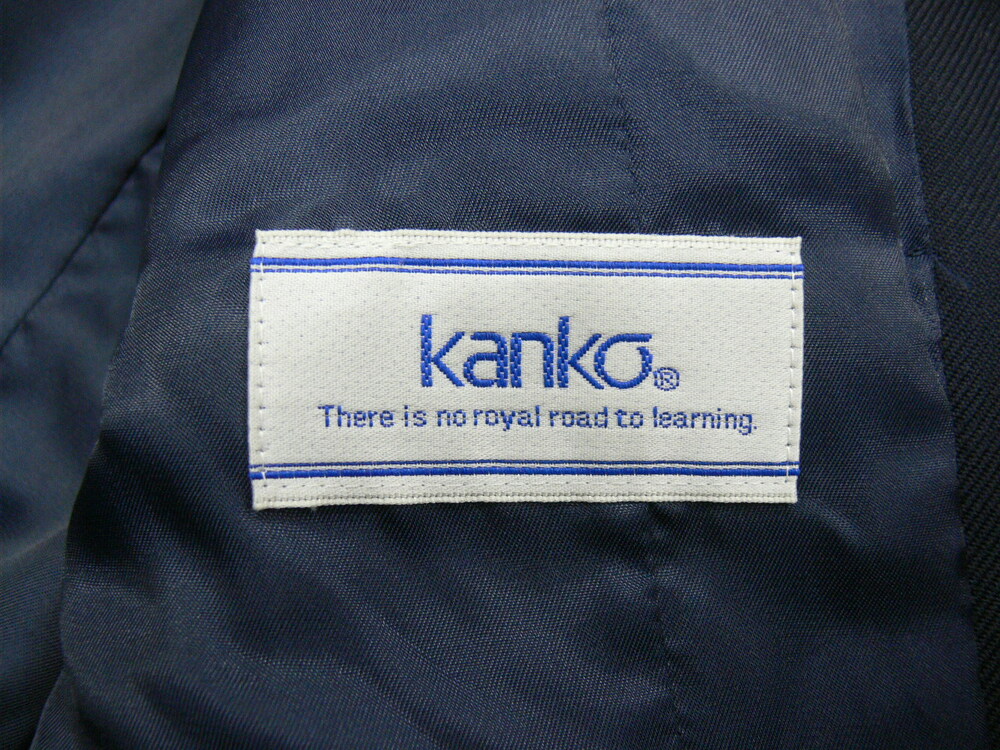 kanko®
There is no royal road to learning.